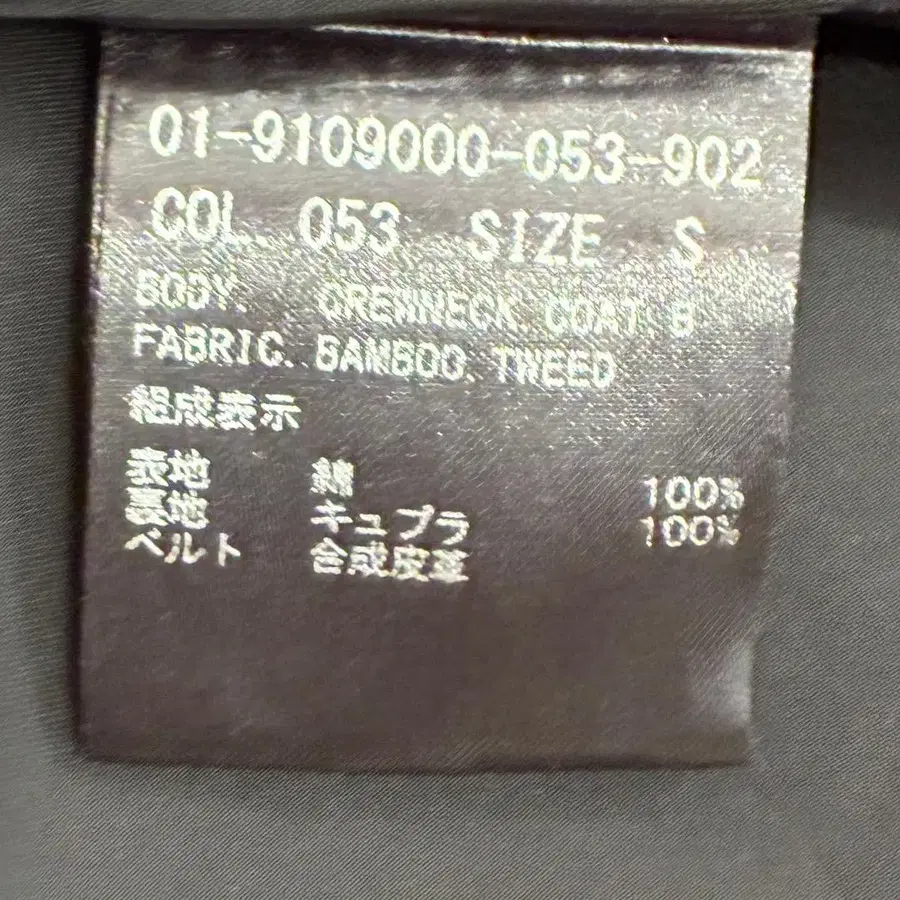 01-9109000-053-902
COL. 053 SIZE S
BODY. CREWNECK.COAT.B
FABRIC.BAMBOO.TWEED
組成表示
表地 綿 100%
裏地 キュプラ 100%
ベルト 合成皮革